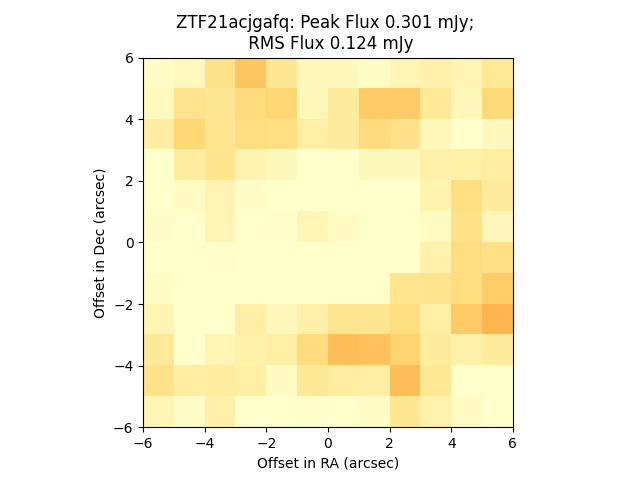 ZTF21acjgafq: Peak Flux 0.301 mJy;
RMS Flux 0.124 mJy
6
4
2
0
−2
−4
−6
Offset in Dec (arcsec)
−6 −4 −2 0 2 4 6
Offset in RA (arcsec)